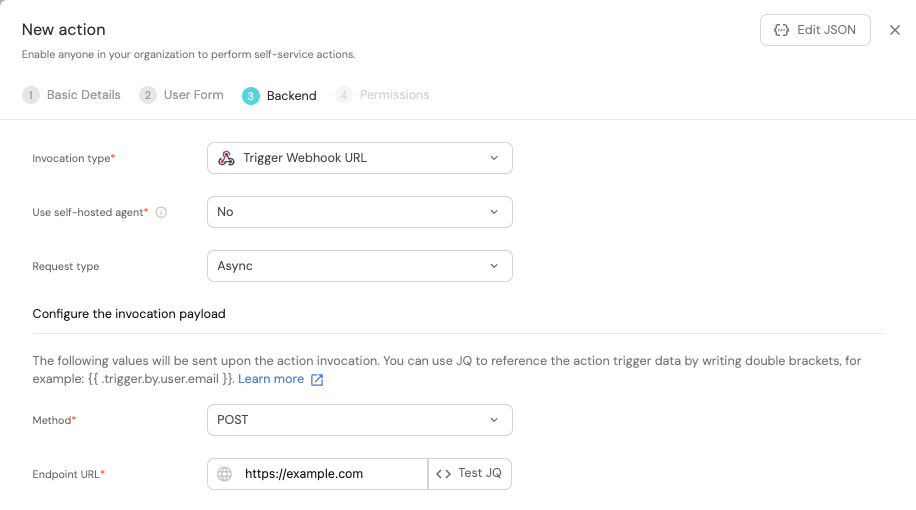 New action
Edit JSON
Enable anyone in your organization to perform self-service actions.
1 Basic Details 2 User Form 3 Backend 4 Permissions
Invocation type* Trigger Webhook URL
Use self-hosted agent* No
Request type Async
Configure the invocation payload
The following values will be sent upon the action invocation. You can use JQ to reference the action trigger data by writing double brackets, for
example: {{ .trigger.by.user.email }}. Learn more
Method* POST
Endpoint URL* https://example.com <> Test JQ